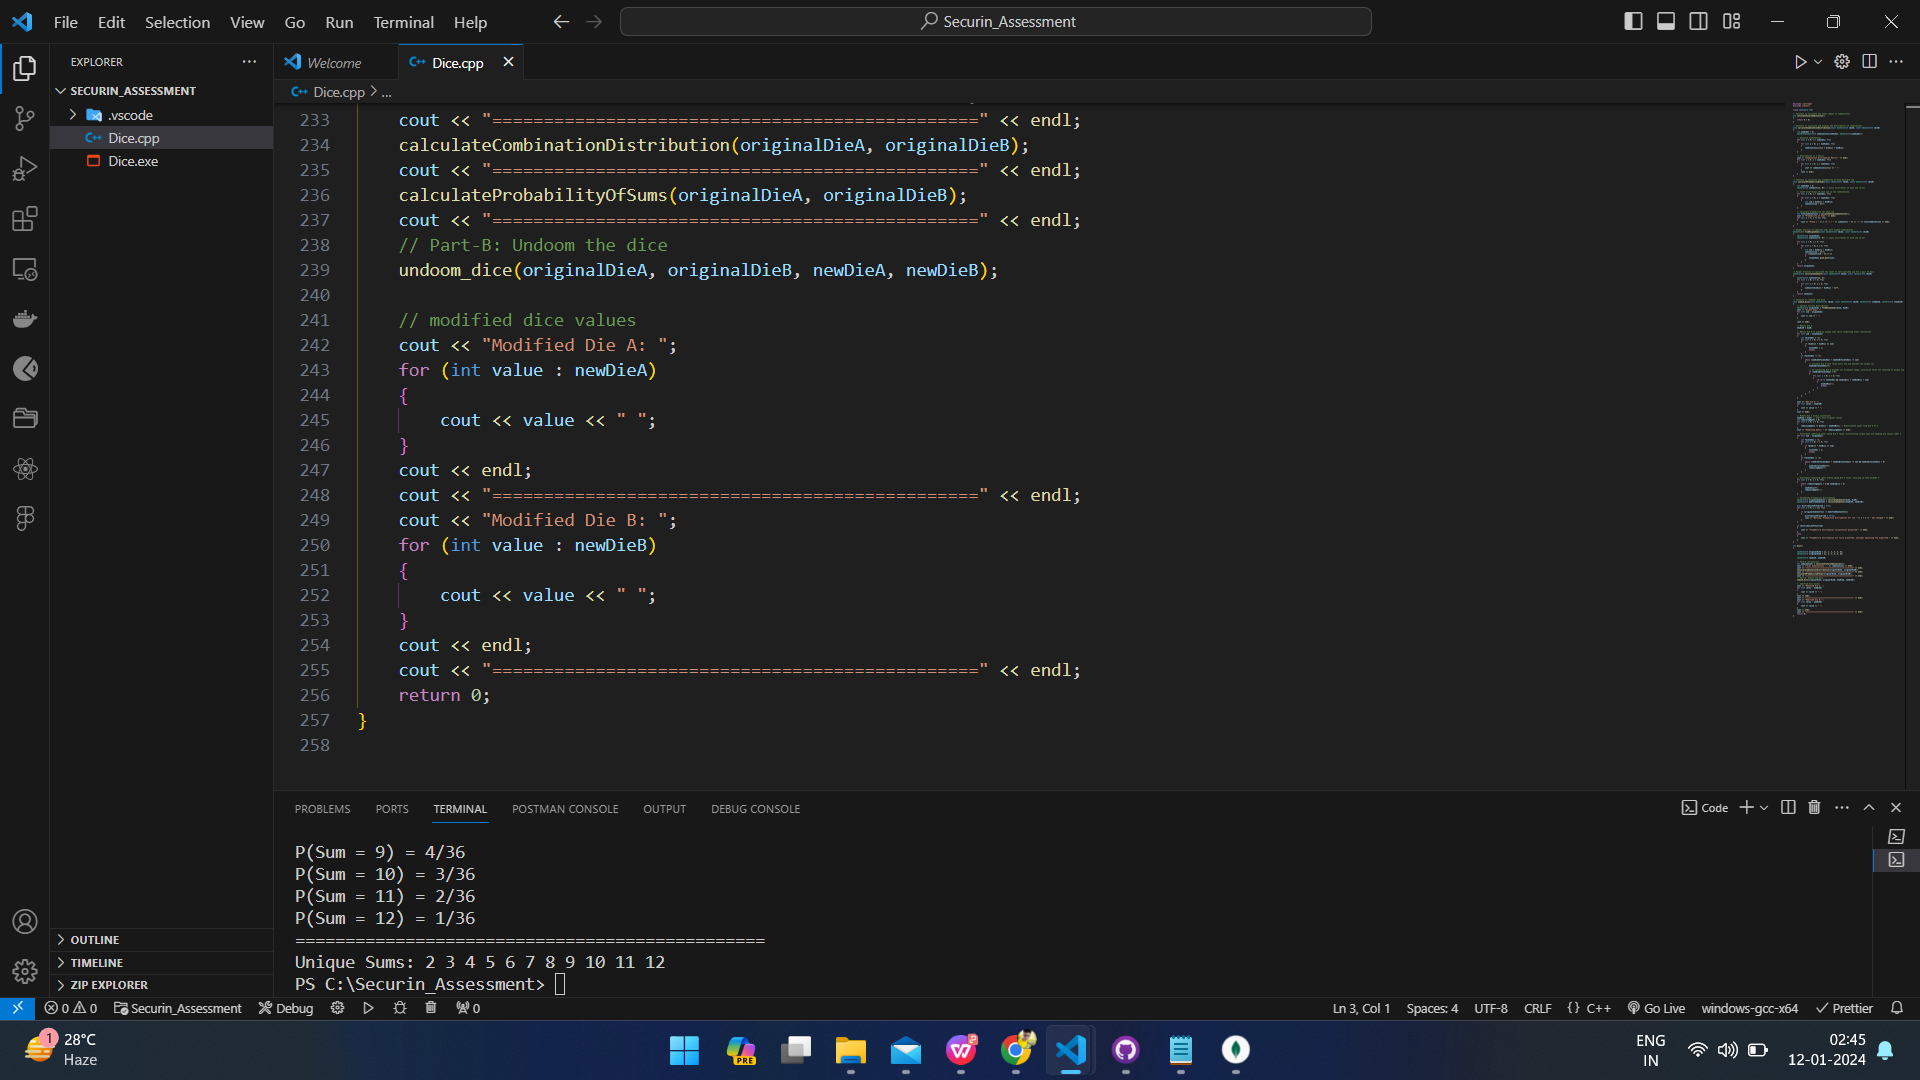 File Edit Selection View Go Run Terminal Help
Securin_Assessment
EXPLORER
SECURIN_ASSESSMENT
.vscode
Dice.cpp
Dice.exe
OUTLINE
TIMELINE
ZIP EXPLORER
Welcome
Dice.cpp
Dice.cpp > ...
233 cout << "===============================================" << endl;
234 calculateCombinationDistribution(originalDieA, originalDieB);
235 cout << "===============================================" << endl;
236 calculateProbabilityOfSums(originalDieA, originalDieB);
237 cout << "===============================================" << endl;
238 // Part-B: Undoom the dice
239 undoom_dice(originalDieA, originalDieB, newDieA, newDieB);
240
241 // modified dice values
242 cout << "Modified Die A: ";
243 for (int value : newDieA)
244 {
245 cout << value << " ";
246 }
247 cout << endl;
248 cout << "===============================================" << endl;
249 cout << "Modified Die B: ";
250 for (int value : newDieB)
251 {
252 cout << value << " ";
253 }
254 cout << endl;
255 cout << "===============================================" << endl;
256 return 0;
257 }
258
PROBLEMS PORTS TERMINAL POSTMAN CONSOLE OUTPUT DEBUG CONSOLE
Code
P(Sum = 9) = 4/36
P(Sum = 10) = 3/36
P(Sum = 11) = 2/36
P(Sum = 12) = 1/36
===============================================
Unique Sums: 2 3 4 5 6 7 8 9 10 11 12
PS C:\Securin_Assessment>
0 0 Securin_Assessment Debug 0
Ln 3, Col 1 Spaces: 4 UTF-8 CRLF {} C++ Go Live windows-gcc-x64 Prettier
1
28°C
Haze
PRE
ENG
IN
02:45
12-01-2024